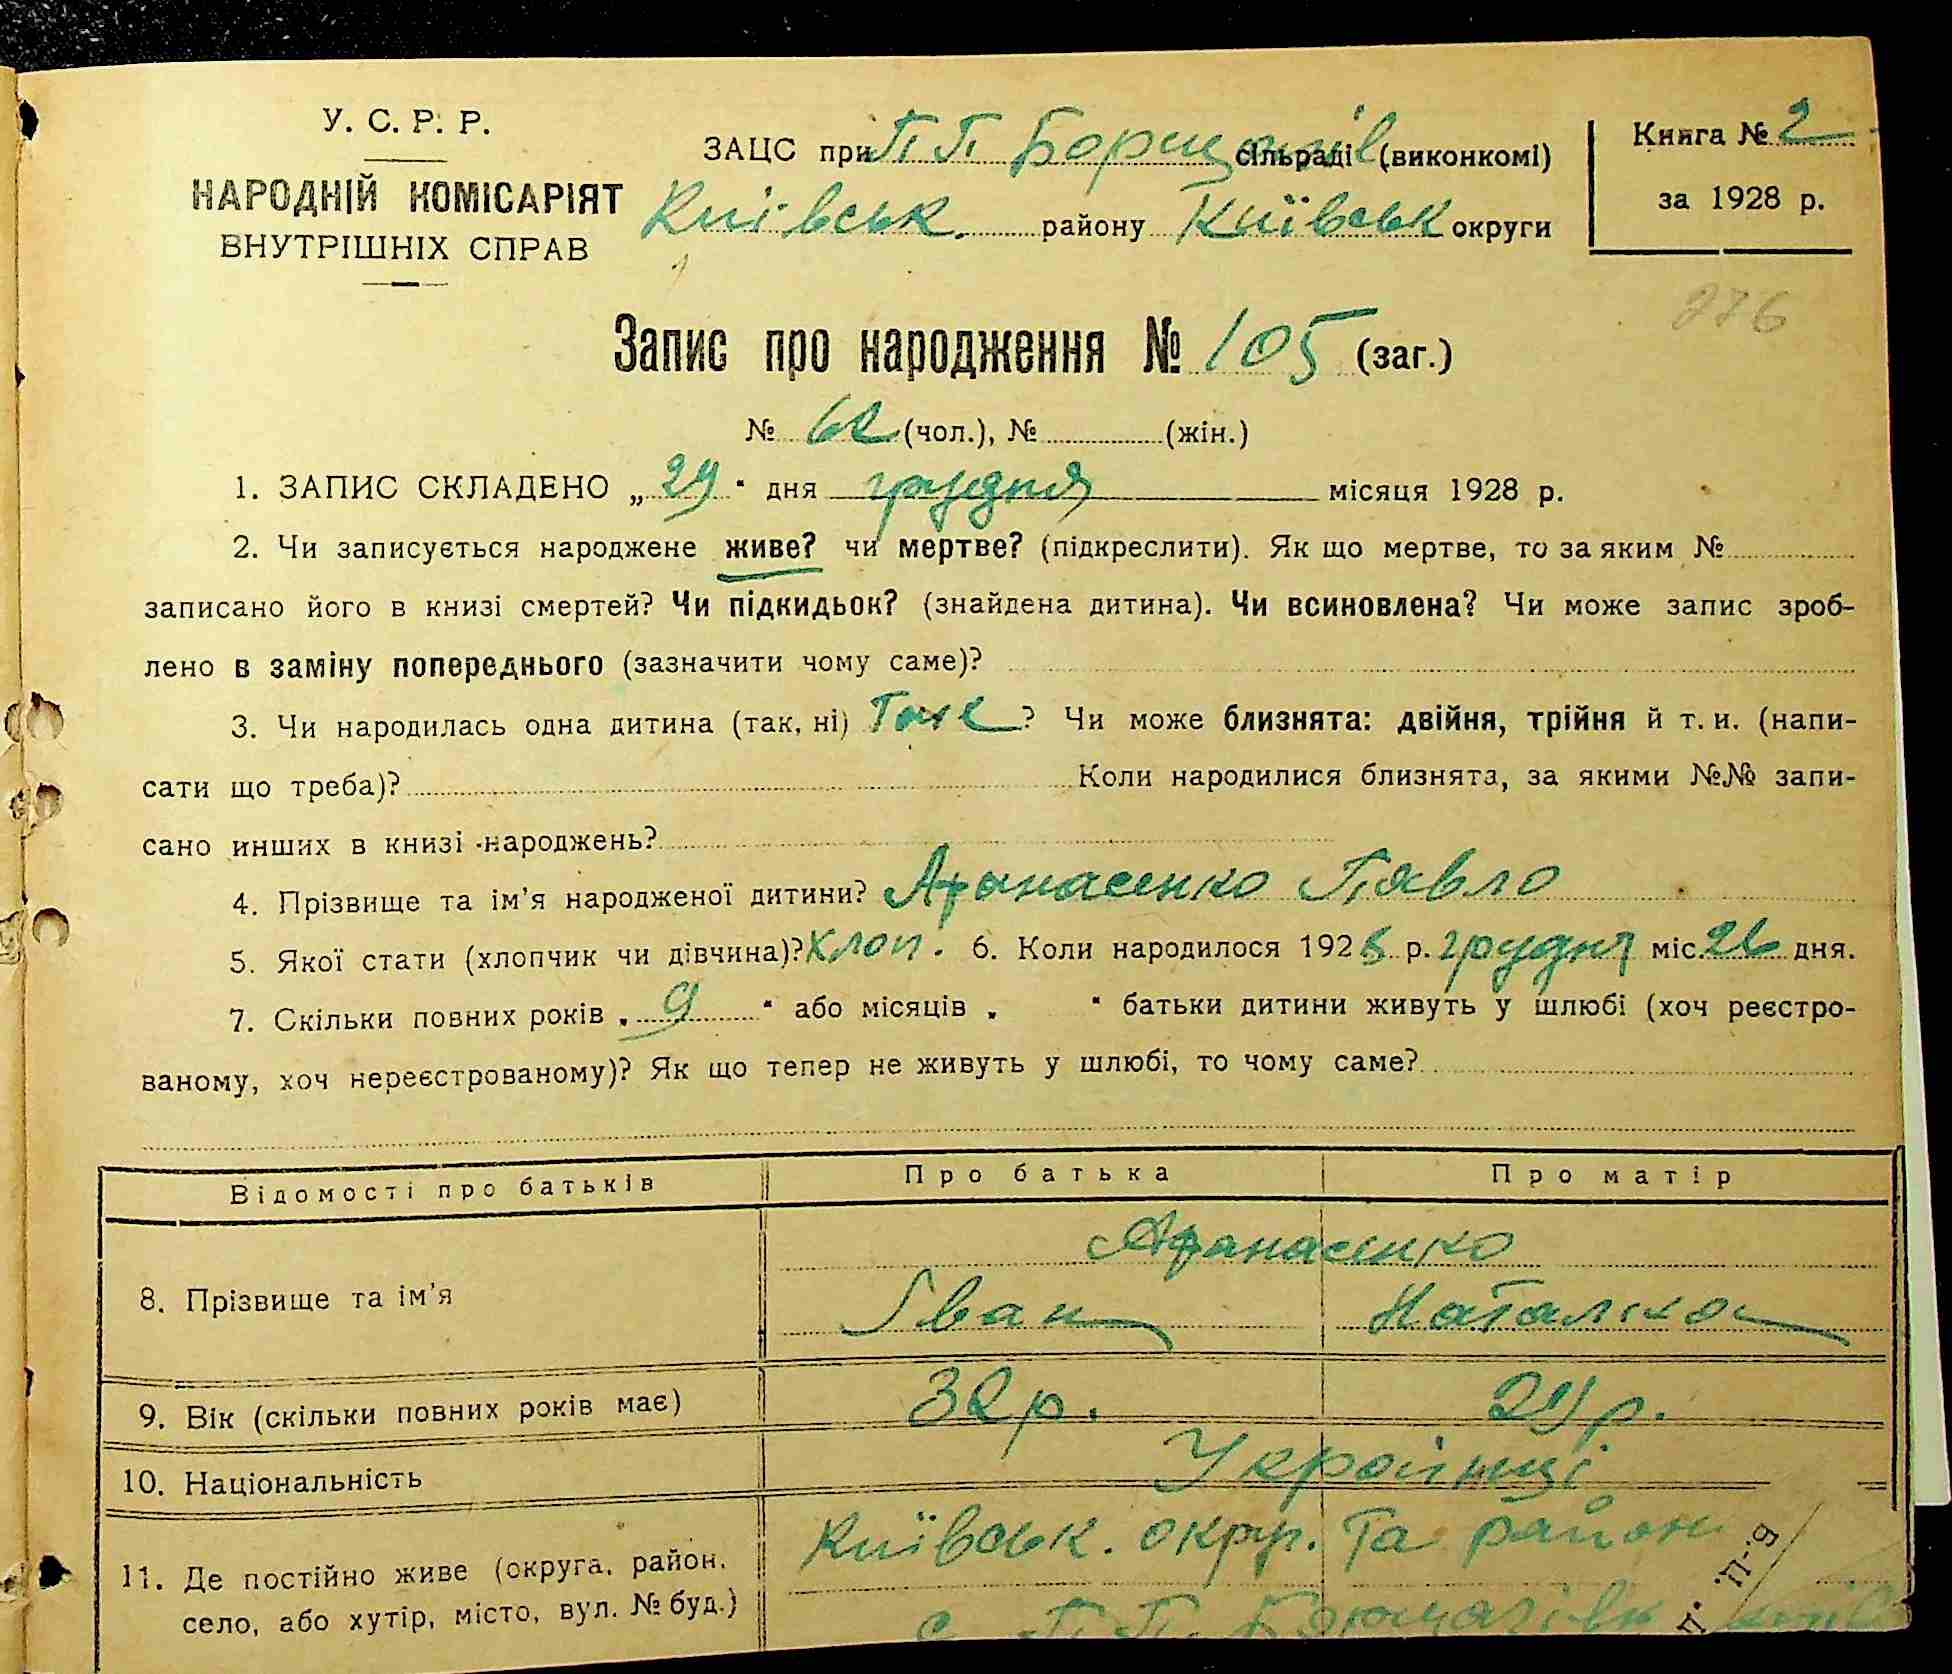 У. С. Р. Р.
НАРОДНІЙ КОМІСАРІЯТ
ВНУТРІШНІХ СПРАВ
ЗАЦС при П. П. Борщагів сільраді (виконкомі)
Київськ. району Київськ округи
Книга № 2
за 1928 р.
276
Запис про народження № 105 (заг.)
№ 62 (чол.), № (жін.)
1. ЗАПИС СКЛАДЕНО „29" дня грудня місяця 1928 р.
2. Чи записується народжене живе? чи мертве? (підкреслити). Як що мертве, то за яким №
записано його в книзі смертей? Чи підкидьок? (знайдена дитина). Чи всиновлена? Чи може запис зроб-
лено в заміну попереднього (зазначити чому саме)?
3. Чи народилась одна дитина (так, ні) Так? Чи може близнята: двійня, трійня й т. и. (напи-
сати що треба)? Коли народилися близнята, за якими №№ запи-
сано инших в книзі народжень?
4. Прізвище та ім'я народженої дитини? Афанасенко Павло
5. Якої стати (хлопчик чи дівчина)? Хлоп. 6. Коли народилося 1928 р. грудня міс. 26 дня.
7. Скільки повних років „9" або місяців „ " батьки дитини живуть у шлюбі (хоч реєстро-
ваному, хоч нереєстрованому)? Як що тепер не живуть у шлюбі, то чому саме?
Відомості про батьків Про батька Про матір
Афанасенко
8. Прізвище та ім'я Іван Наталка
9. Вік (скільки повних років має) 32 р. 29 р.
10. Національність Українці
11. Де постійно живе (округа, район, Київськ. окру. та район
село, або хутір, місто, вул. № буд.) с. П. П. Борщагівк